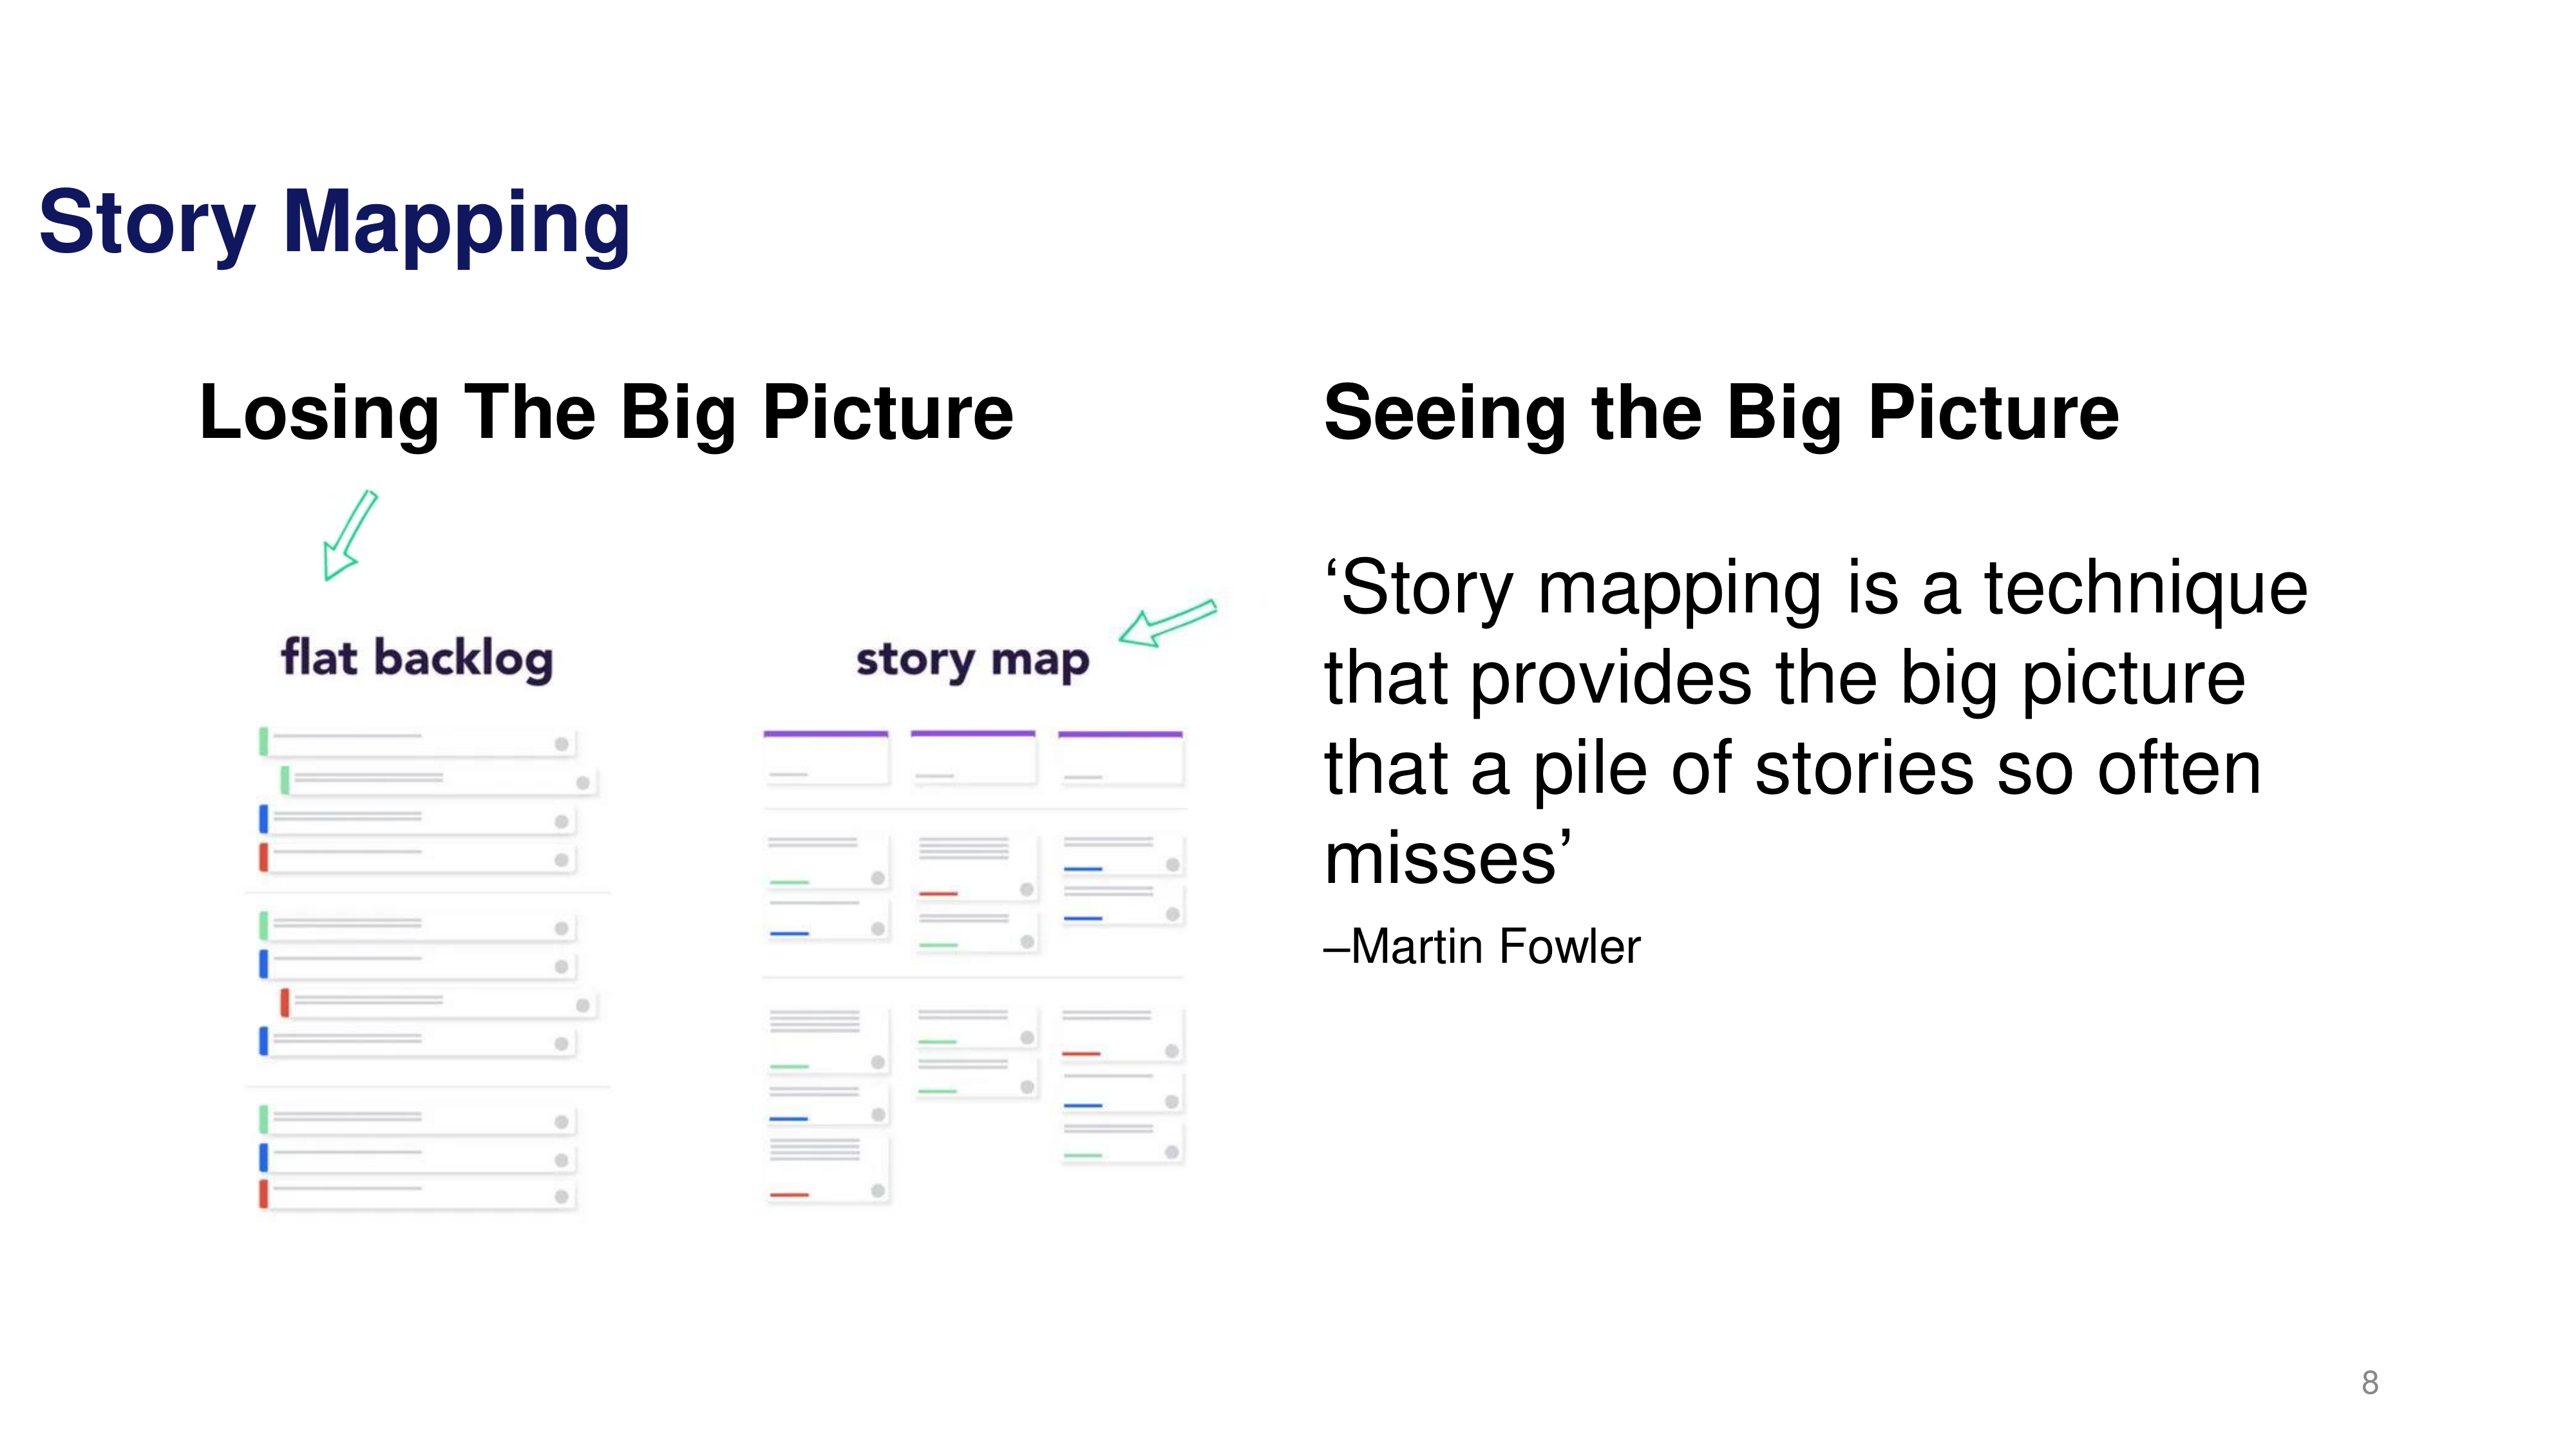 Story Mapping
Losing The Big Picture
flat backlog
story map
Seeing the Big Picture
‘Story mapping is a technique
that provides the big picture
that a pile of stories so often
misses’
–Martin Fowler
8